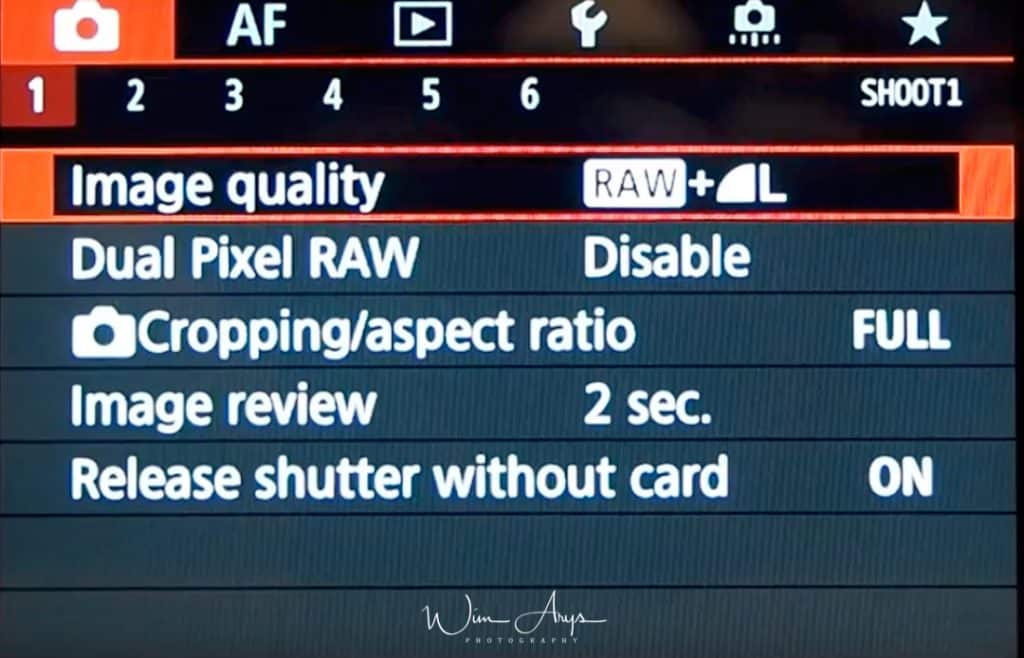 AF
1 2 3 4 5 6 SHOOT1
Image quality RAW+L
Dual Pixel RAW Disable
Cropping/aspect ratio FULL
Image review 2 sec.
Release shutter without card ON
Wim Arys
PHOTOGRAPHY